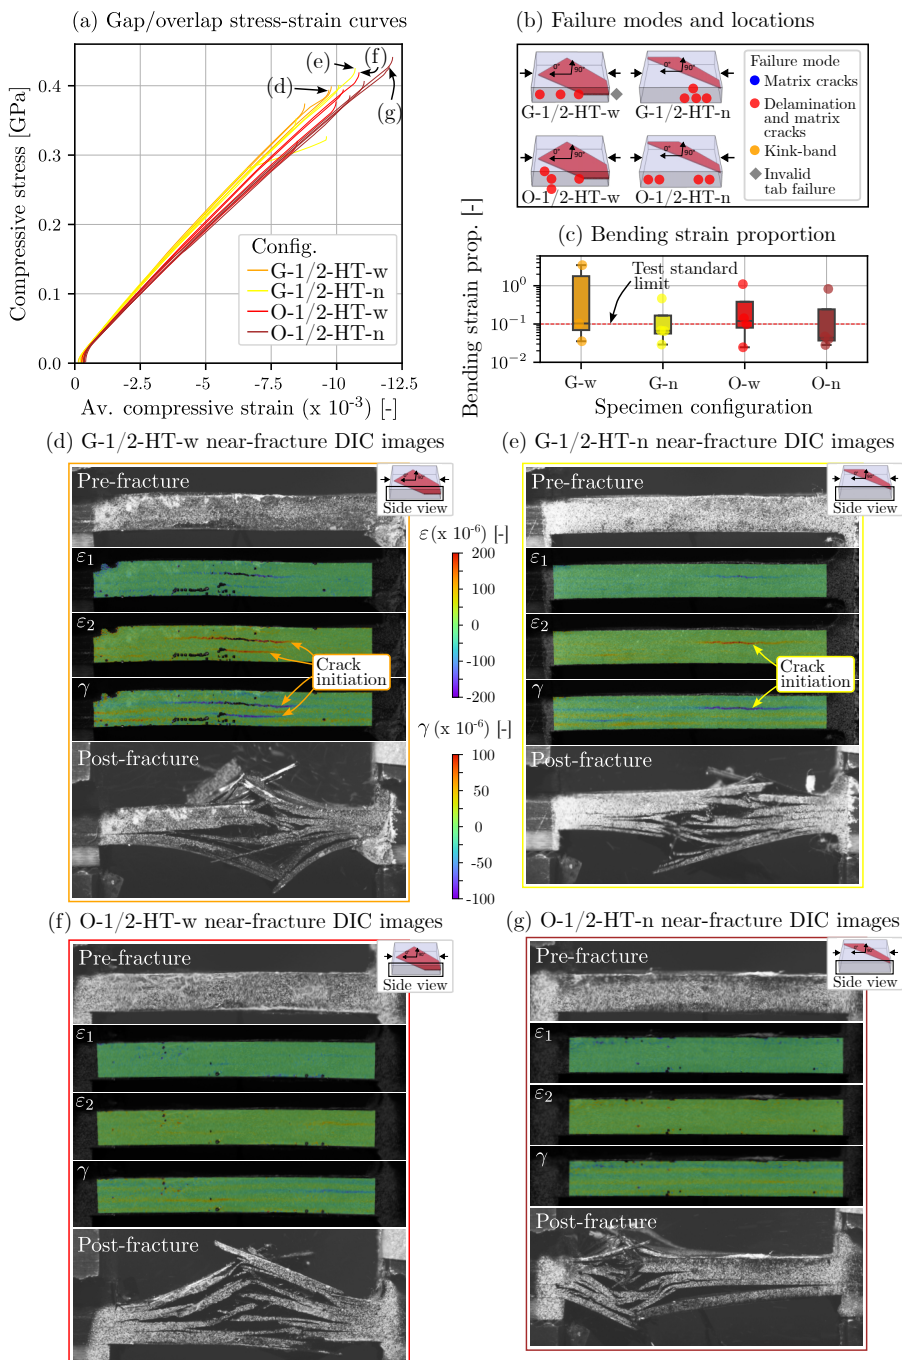 (a) Gap/overlap stress-strain curves
Compressive stress [GPa]
0.4
0.3
0.2
0.1
0.0
(e)
(f)
(d)
(g)
Config.
G-1/2-HT-w
G-1/2-HT-n
O-1/2-HT-w
O-1/2-HT-n
0
-2.5
-5
-7.5
-10
-12.5
Av. compressive strain (x 10⁻³) [-]
(b) Failure modes and locations
0°
90°
G-1/2-HT-w
0°
90°
G-1/2-HT-n
0°
90°
O-1/2-HT-w
0°
90°
O-1/2-HT-n
Failure mode
Matrix cracks
Delamination
and matrix
cracks
Kink-band
Invalid
tab failure
(c) Bending strain proportion
Bending strain prop. [-]
10⁰
10⁻¹
10⁻²
Test standard
limit
G-w
G-n
O-w
O-n
Specimen configuration
(d) G-1/2-HT-w near-fracture DIC images
Pre-fracture
Side view
ε₁
ε₂
Crack
initiation
γ
Post-fracture
ε (x 10⁻⁶) [-]
200
100
0
-100
-200
γ (x 10⁻⁶) [-]
100
50
0
-50
-100
(e) G-1/2-HT-n near-fracture DIC images
Pre-fracture
Side view
ε₁
ε₂
Crack
initiation
γ
Post-fracture
(f) O-1/2-HT-w near-fracture DIC images
Pre-fracture
Side view
ε₁
ε₂
γ
Post-fracture
(g) O-1/2-HT-n near-fracture DIC images
Pre-fracture
Side view
ε₁
ε₂
γ
Post-fracture